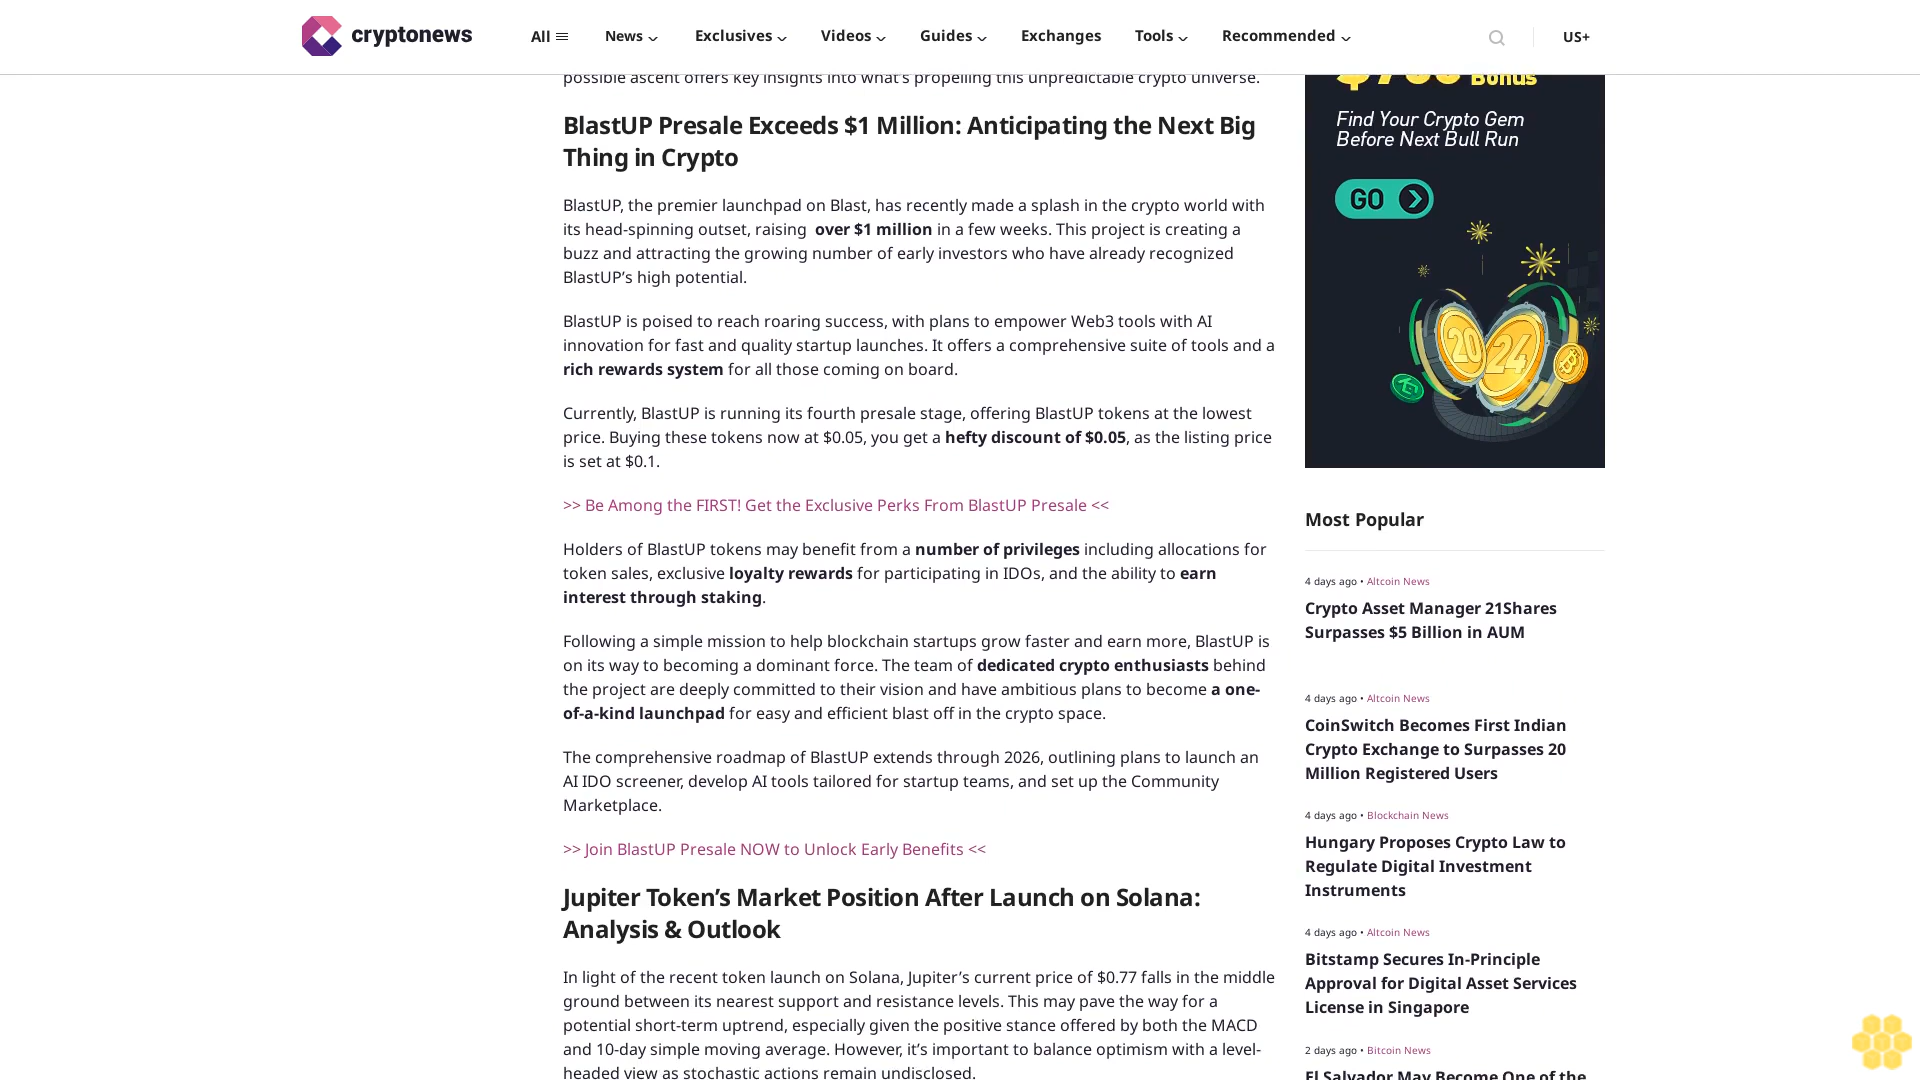 cryptonews
All
News
Exclusives
Videos
Guides
Exchanges
Tools
Recommended
US+
possible ascent offers key insights into what's propelling this unpredictable crypto universe.
BlastUP Presale Exceeds $1 Million: Anticipating the Next Big
Thing in Crypto
BlastUP, the premier launchpad on Blast, has recently made a splash in the crypto world with
its head-spinning outset, raising  over $1 million in a few weeks. This project is creating a
buzz and attracting the growing number of early investors who have already recognized
BlastUP’s high potential.
BlastUP is poised to reach roaring success, with plans to empower Web3 tools with AI
innovation for fast and quality startup launches. It offers a comprehensive suite of tools and a
rich rewards system for all those coming on board.
Currently, BlastUP is running its fourth presale stage, offering BlastUP tokens at the lowest
price. Buying these tokens now at $0.05, you get a hefty discount of $0.05, as the listing price
is set at $0.1.
>> Be Among the FIRST! Get the Exclusive Perks From BlastUP Presale <<
Holders of BlastUP tokens may benefit from a number of privileges including allocations for
token sales, exclusive loyalty rewards for participating in IDOs, and the ability to earn
interest through staking.
Following a simple mission to help blockchain startups grow faster and earn more, BlastUP is
on its way to becoming a dominant force. The team of dedicated crypto enthusiasts behind
the project are deeply committed to their vision and have ambitious plans to become a one-
of-a-kind launchpad for easy and efficient blast off in the crypto space.
The comprehensive roadmap of BlastUP extends through 2026, outlining plans to launch an
AI IDO screener, develop AI tools tailored for startup teams, and set up the Community
Marketplace.
>> Join BlastUP Presale NOW to Unlock Early Benefits <<
Jupiter Token’s Market Position After Launch on Solana:
Analysis & Outlook
In light of the recent token launch on Solana, Jupiter’s current price of $0.77 falls in the middle
ground between its nearest support and resistance levels. This may pave the way for a
potential short-term uptrend, especially given the positive stance offered by both the MACD
and 10-day simple moving average. However, it’s important to balance optimism with a level-
headed view as stochastic actions remain undisclosed.
Bonus
Find Your Crypto Gem
Before Next Bull Run
GO
20
24
Most Popular
4 days ago • Altcoin News
Crypto Asset Manager 21Shares
Surpasses $5 Billion in AUM
4 days ago • Altcoin News
CoinSwitch Becomes First Indian
Crypto Exchange to Surpasses 20
Million Registered Users
4 days ago • Blockchain News
Hungary Proposes Crypto Law to
Regulate Digital Investment
Instruments
4 days ago • Altcoin News
Bitstamp Secures In-Principle
Approval for Digital Asset Services
License in Singapore
2 days ago • Bitcoin News
El Salvador May Become One of the